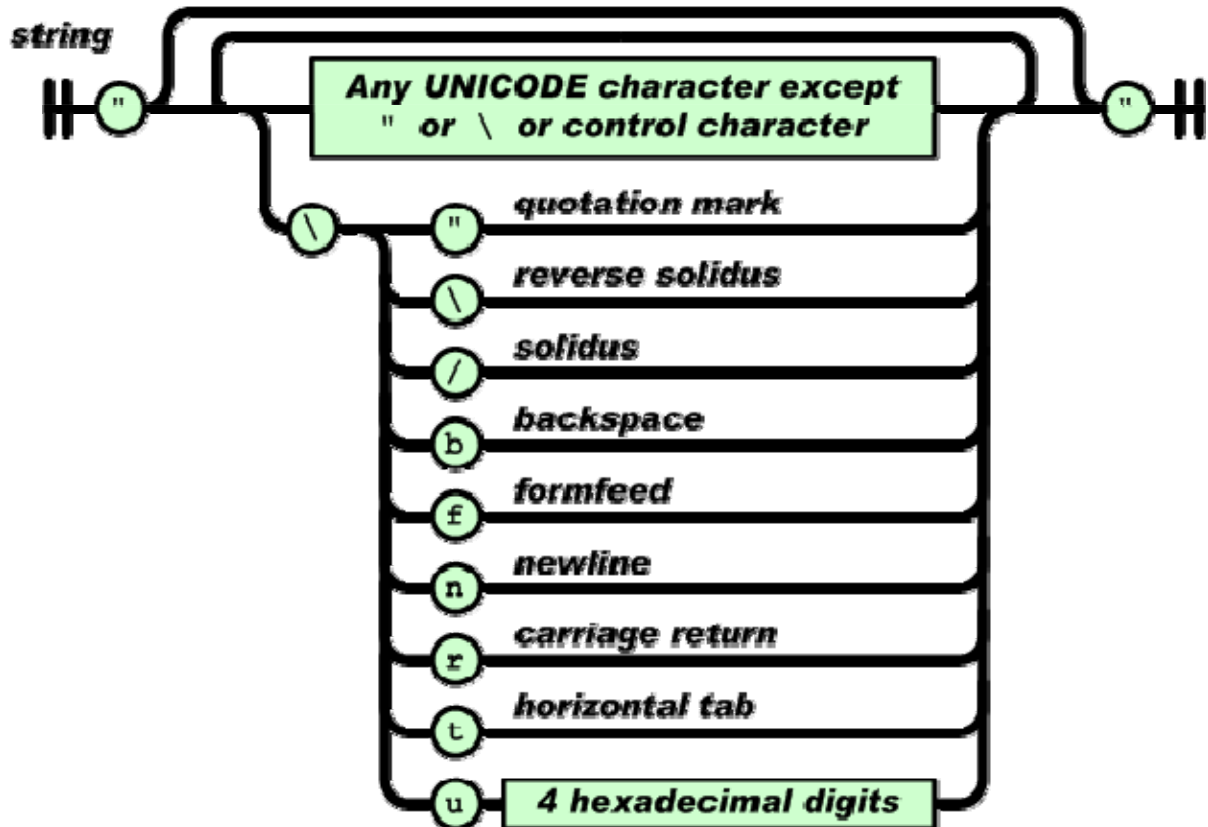 string
"
Any UNICODE character except
" or \ or control character
"
\
" quotation mark
\ reverse solidus
/ solidus
b backspace
f formfeed
n newline
r carriage return
t horizontal tab
u 4 hexadecimal digits